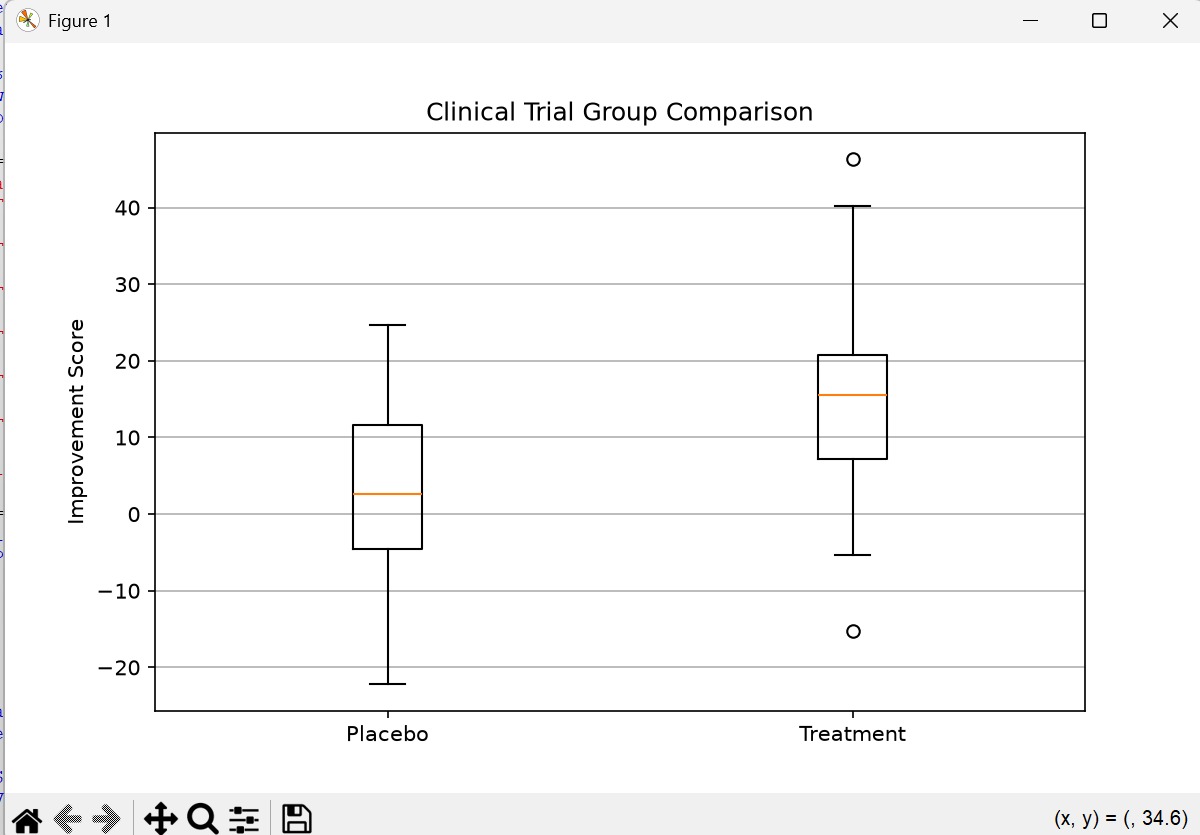 Figure 1
Clinical Trial Group Comparison
Improvement Score
40
30
20
10
0
−10
−20
Placebo
Treatment
(x, y) = (, 34.6)